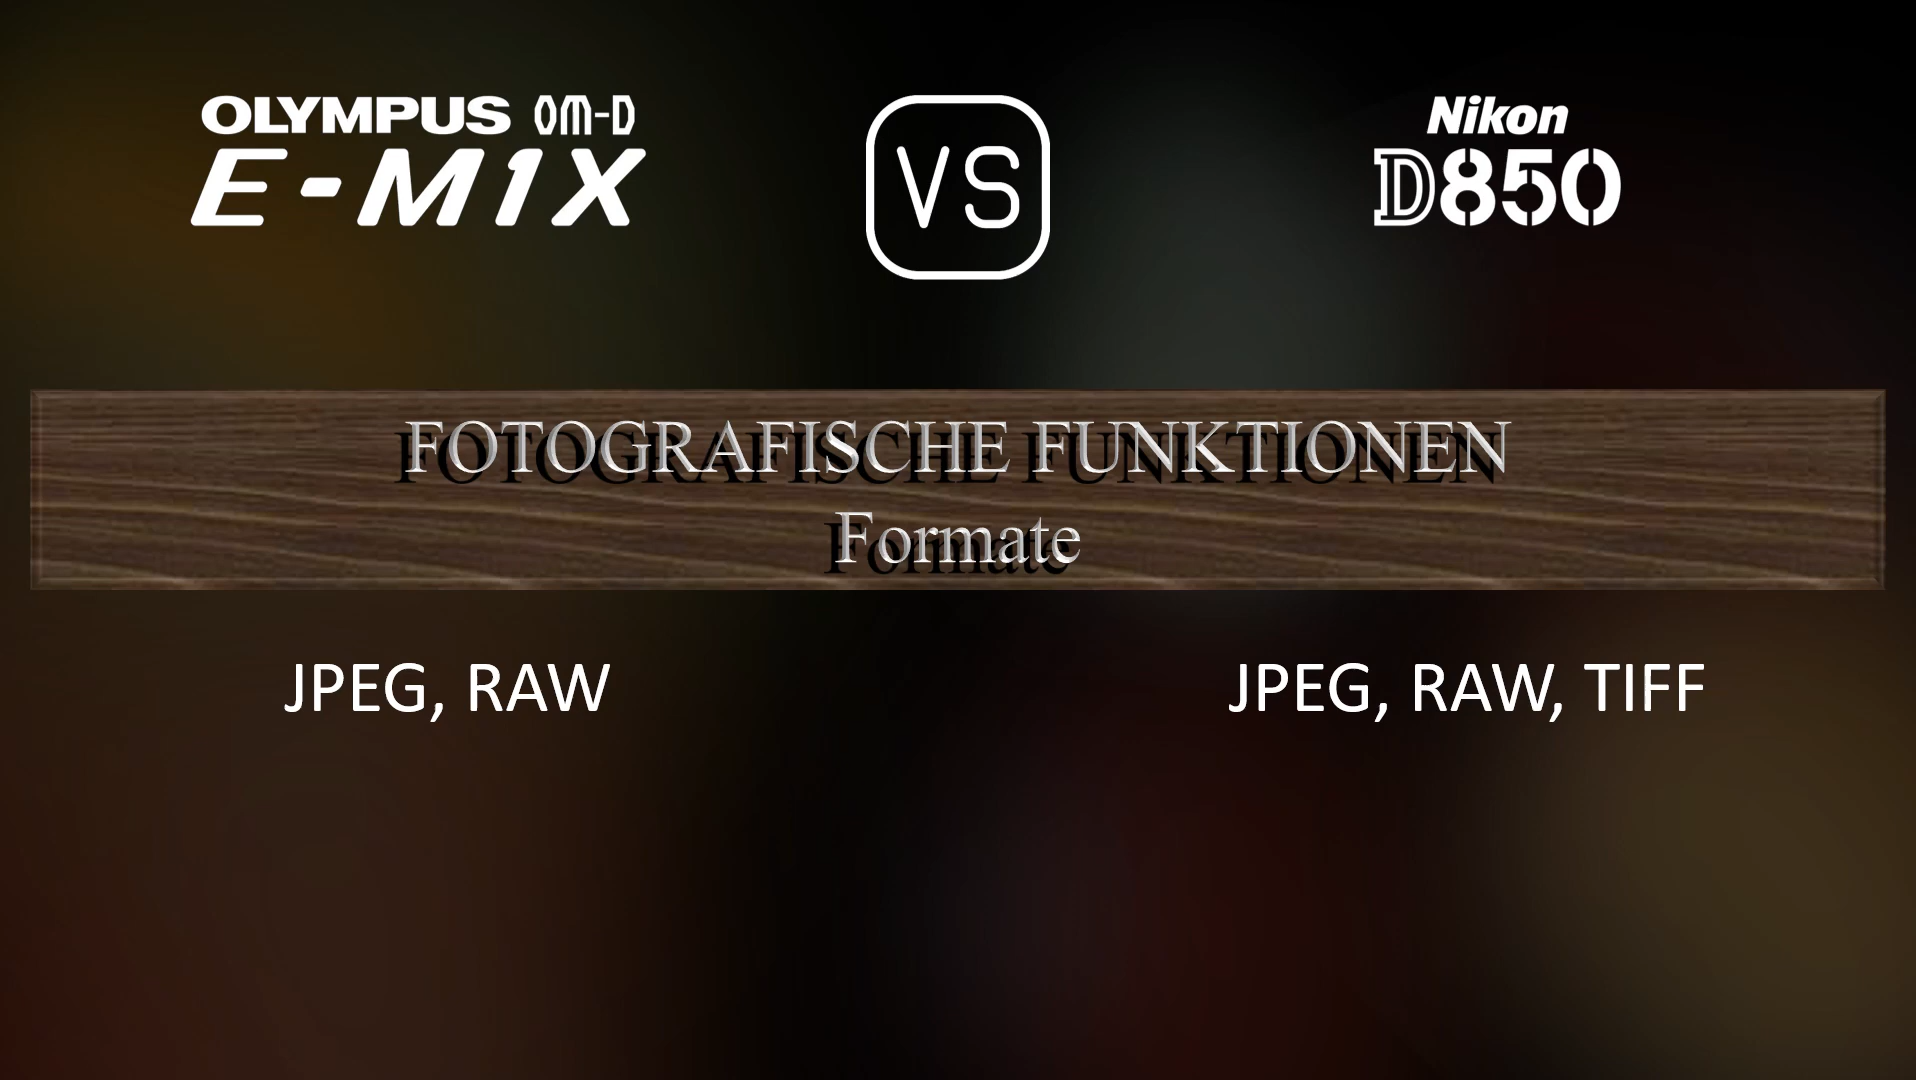 OLYMPUS OM-D
E-M1X
VS
Nikon
D850
FOTOGRAFISCHE FUNKTIONEN
Formate
JPEG, RAW
JPEG, RAW, TIFF